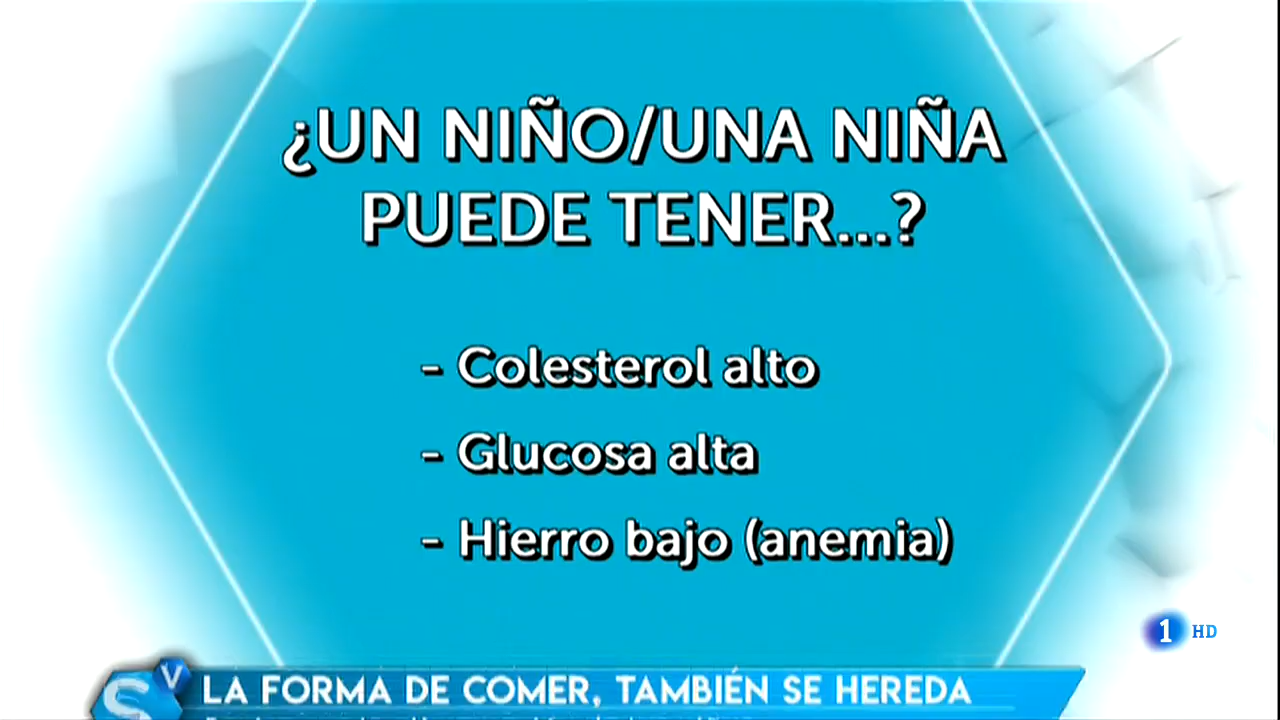 ¿UN NIÑO/UNA NIÑA
PUEDE TENER...?
- Colesterol alto
- Glucosa alta
- Hierro bajo (anemia)
1 HD
SV
LA FORMA DE COMER, TAMBIÉN SE HEREDA